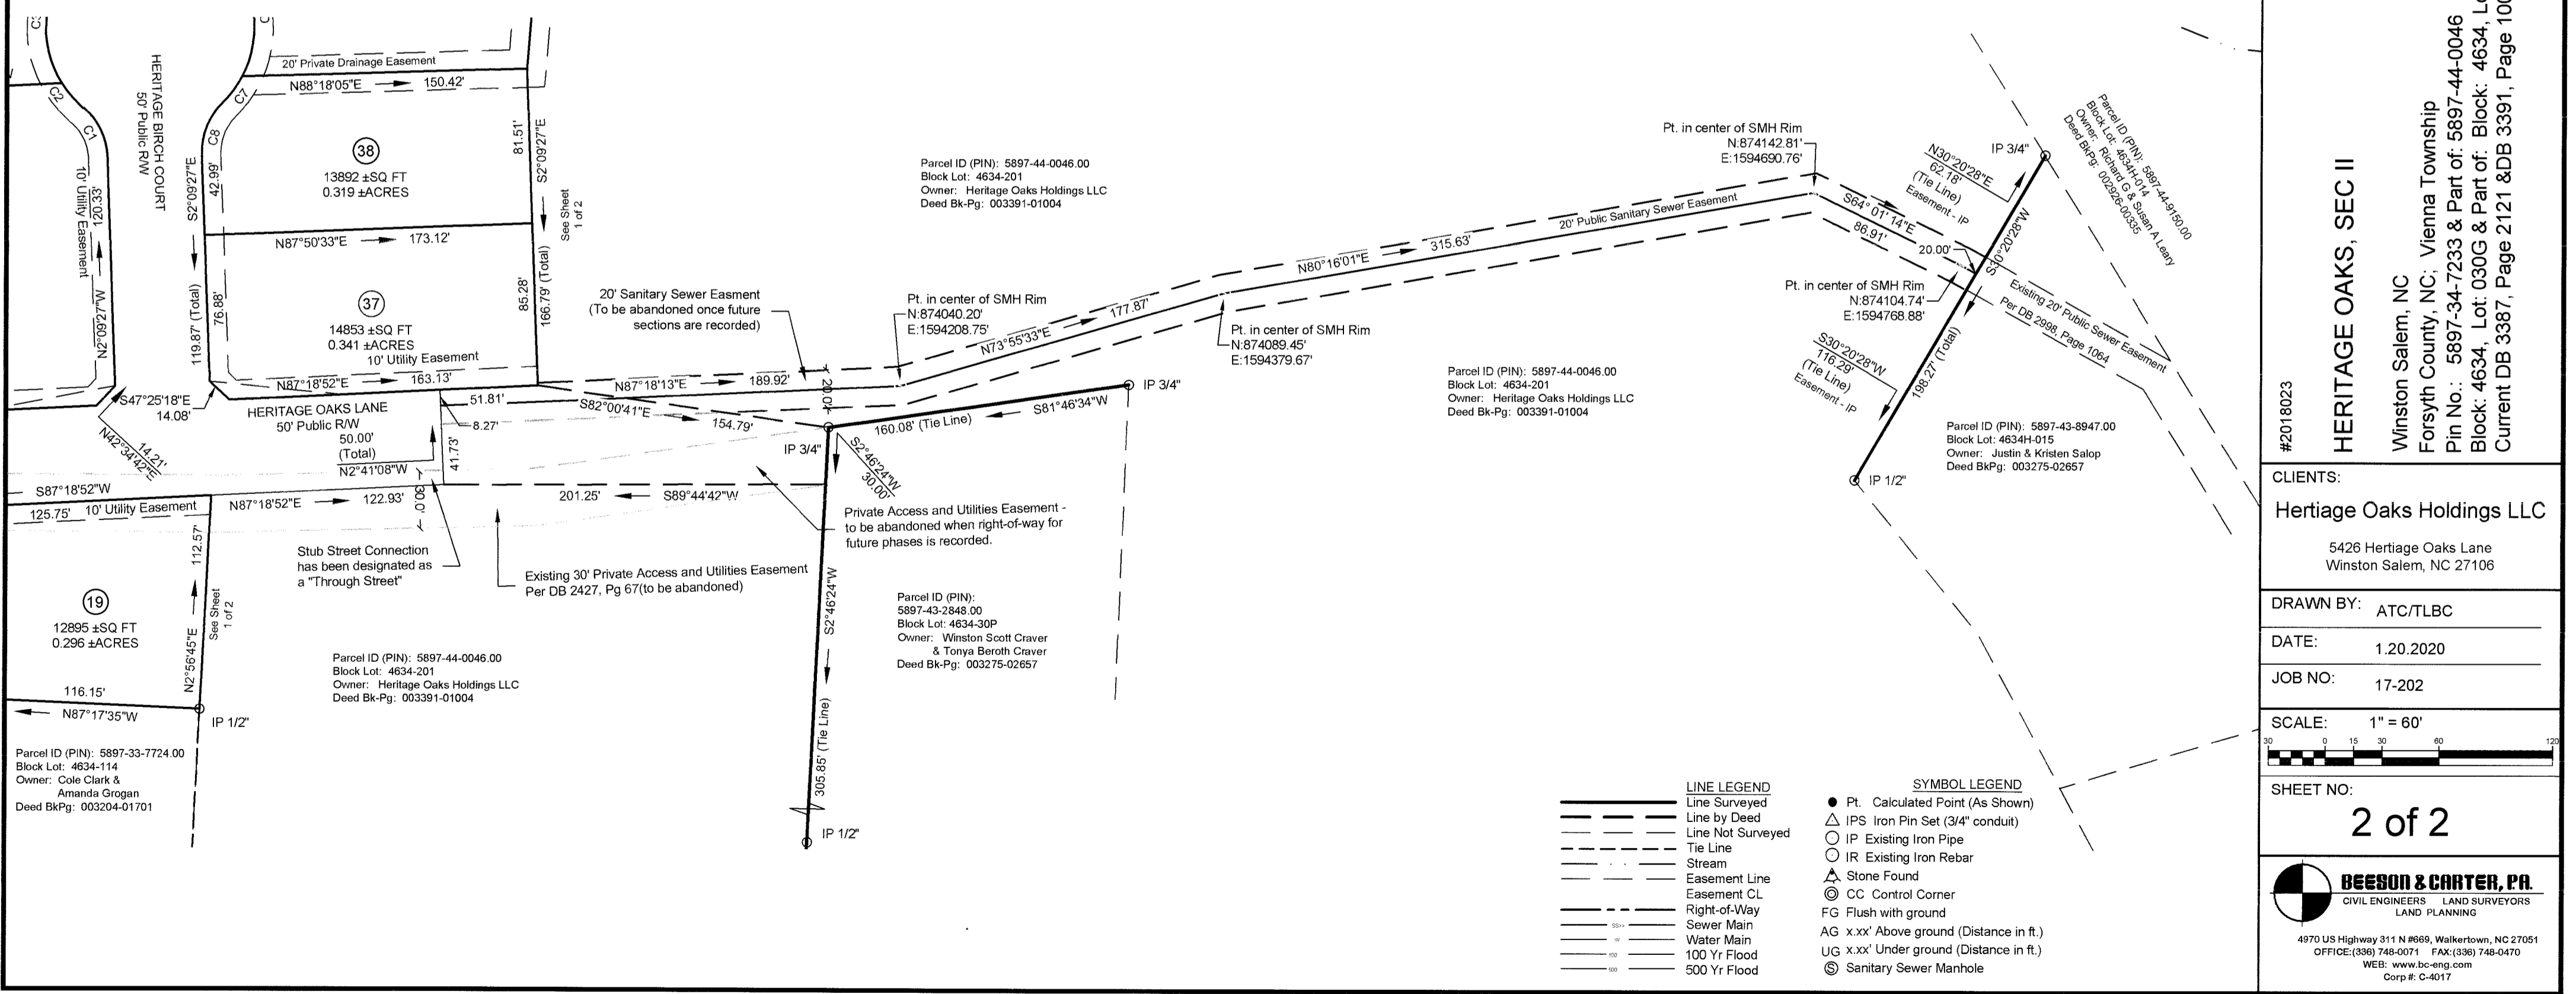 C2
C1
C7
C8
HERITAGE BIRCH COURT
50' Public R/W
20' Private Drainage Easement
N88°18'05"E
150.42'
38
13892 ±SQ FT
0.319 ±ACRES
81.51'
S2°09'27"E
See Sheet
1 of 2
N87°50'33"E
173.12'
10' Utility Easement
120.33'
N2°09'27"W
S2°09'27"E
42.99'
119.87' (Total)
76.88'
37
14853 ±SQ FT
0.341 ±ACRES
10' Utility Easement
85.28'
166.79' (Total)
N87°18'52"E
163.13'
S47°25'18"E
14.08'
14.21'
N42°34'42"E
HERITAGE OAKS LANE
50' Public R/W
50.00'
(Total)
N2°41'08"W
51.81'
8.27'
41.73'
30.0'
S87°18'52"W
125.75'
10' Utility Easement
N87°18'52"E
122.93'
112.57'
N2°56'45"E
See Sheet
1 of 2
19
12895 ±SQ FT
0.296 ±ACRES
116.15'
N87°17'35"W
IP 1/2"
Parcel ID (PIN): 5897-33-7724.00
Block Lot: 4634-114
Owner: Cole Clark &
Amanda Grogan
Deed BkPg: 003204-01701
Stub Street Connection
has been designated as
a "Through Street"
Parcel ID (PIN): 5897-44-0046.00
Block Lot: 4634-201
Owner: Heritage Oaks Holdings LLC
Deed Bk-Pg: 003391-01004
Existing 30' Private Access and Utilities Easement
Per DB 2427, Pg 67(to be abandoned)
201.25'
S89°44'42"W
20' Sanitary Sewer Easment
(To be abandoned once future
sections are recorded)
N87°18'13"E
189.92'
20.0'
S82°00'41"E
154.79'
IP 3/4"
S2°46'24"W
30.00'
160.08' (Tie Line)
S81°46'34"W
IP 3/4"
Private Access and Utilities Easement -
to be abandoned when right-of-way for
future phases is recorded.
S2°46'24"W
305.85' (Tie Line)
IP 1/2"
Parcel ID (PIN):
5897-43-2848.00
Block Lot: 4634-30P
Owner: Winston Scott Craver
& Tonya Beroth Craver
Deed Bk-Pg: 003275-02657
Parcel ID (PIN): 5897-44-0046.00
Block Lot: 4634-201
Owner: Heritage Oaks Holdings LLC
Deed Bk-Pg: 003391-01004
Pt. in center of SMH Rim
N:874040.20'
E:1594208.75'
N73°55'33"E
177.87'
Pt. in center of SMH Rim
N:874089.45'
E:1594379.67'
N80°16'01"E
315.63'
20' Public Sanitary Sewer Easement
Pt. in center of SMH Rim
N:874142.81'
E:1594690.76'
S64°01'14"E
86.91'
20.00'
Pt. in center of SMH Rim
N:874104.74'
E:1594768.88'
N30°20'28"E
62.18'
(Tie Line)
Easement - IP
IP 3/4"
S30°20'28"W
198.27' (Total)
S30°20'28"W
116.29'
(Tie Line)
Easement - IP
IP 1/2"
Parcel ID (PIN): 5897-44-9150.00
Block Lot: 4634H-014
Owner: Richard G & Susan A Leary
Deed BkPg: 002926-00335
Existing 20' Public Sewer Easement
Per DB 2998, Page 1064
Parcel ID (PIN): 5897-44-0046.00
Block Lot: 4634-201
Owner: Heritage Oaks Holdings LLC
Deed Bk-Pg: 003391-01004
Parcel ID (PIN): 5897-43-8947.00
Block Lot: 4634H-015
Owner: Justin & Kristen Salop
Deed BkPg: 003275-02657
LINE LEGEND
Line Surveyed
Line by Deed
Line Not Surveyed
Tie Line
Stream
Easement Line
Easement CL
Right-of-Way
Sewer Main
Water Main
100 Yr Flood
500 Yr Flood
SYMBOL LEGEND
Pt. Calculated Point (As Shown)
IPS Iron Pin Set (3/4" conduit)
IP Existing Iron Pipe
IR Existing Iron Rebar
Stone Found
CC Control Corner
FG Flush with ground
AG x.xx' Above ground (Distance in ft.)
UG x.xx' Under ground (Distance in ft.)
S Sanitary Sewer Manhole
#2018023
HERITAGE OAKS, SEC II
Winston Salem, NC
Forsyth County, NC; Vienna Township
Pin No.: 5897-34-7233 & Part of: 5897-44-0046
Block: 4634, Lot: 030G & Part of: Block: 4634,
Current DB 3387, Page 2121 &DB 3391, Page
CLIENTS:
Hertiage Oaks Holdings LLC
5426 Hertiage Oaks Lane
Winston Salem, NC 27106
DRAWN BY: ATC/TLBC
DATE: 1.20.2020
JOB NO: 17-202
SCALE: 1" = 60'
30 0 15 30 60 120
SHEET NO:
2 of 2
BEESON & CARTER, P.A.
CIVIL ENGINEERS LAND SURVEYORS
LAND PLANNING
4970 US Highway 311 N #669, Walkertown, NC 27051
OFFICE:(336) 748-0071 FAX:(336) 748-0470
WEB: www.bc-eng.com
Corp #: C-4017